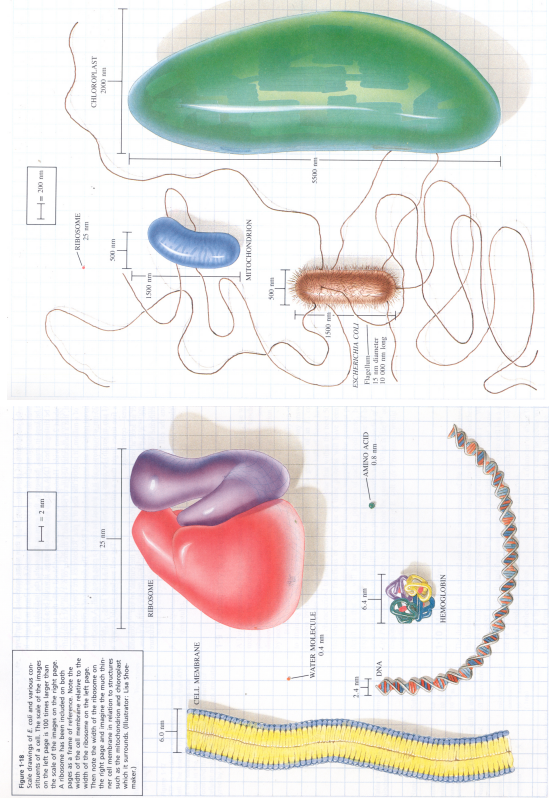 Figure 1-18
Scale drawings of E. coli and various con-
stituents of a cell. The scale of the images
on the left page is 100 times larger than
the scale of the images on the right page.
A ribosome has been included on both
pages as a frame of reference. Note the
width of the cell membrane relative to the
width of the ribosome on the left page.
Then note the width of the ribosome on
the right page and imagine the much thin-
ner cell membrane in relation to structures
such as the mitochondrion and chloroplast
which it surrounds. (Illustration: Lise Shoe-
maker.)
= 2 nm
25 nm
RIBOSOME
6.0 nm
CELL MEMBRANE
WATER MOLECULE
0.4 nm
AMINO ACID
0.8 nm
6.4 nm
HEMOGLOBIN
2.4 nm
DNA
= 200 nm
CHLOROPLAST
2000 nm
5500 nm
RIBOSOME
25 nm
500 nm
1500 nm
MITOCHONDRION
500 nm
1500 nm
ESCHERICHIA COLI
Flagellum
15 nm diameter
10 000 nm long